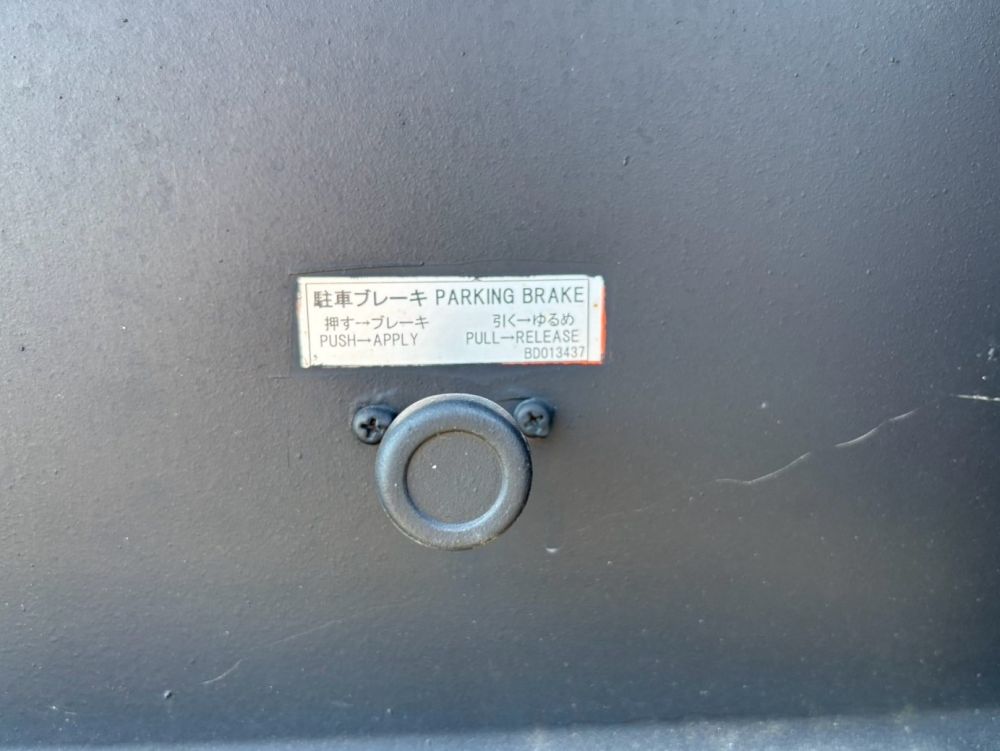 駐車ブレーキ PARKING BRAKE
押す→ブレーキ 引く→ゆるめ
PUSH→APPLY PULL→RELEASE
BD013437